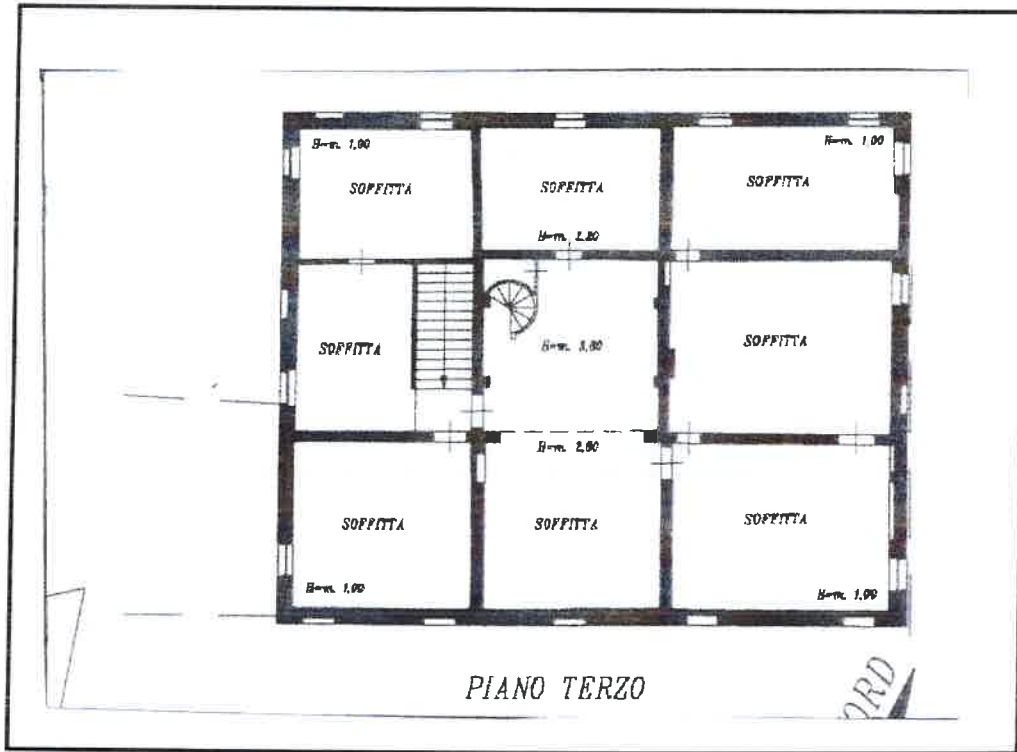 H=m. 1,00
H=m. 1,00
SOFFITTA
SOFFITTA
SOFFITTA
H=m. 2,20
SOFFITTA
H=m. 3,60
SOFFITTA
H=m. 2,60
SOFFITTA
SOFFITTA
SOFFITTA
H=m. 1,00
H=m. 1,00
PIANO TERZO
ORD